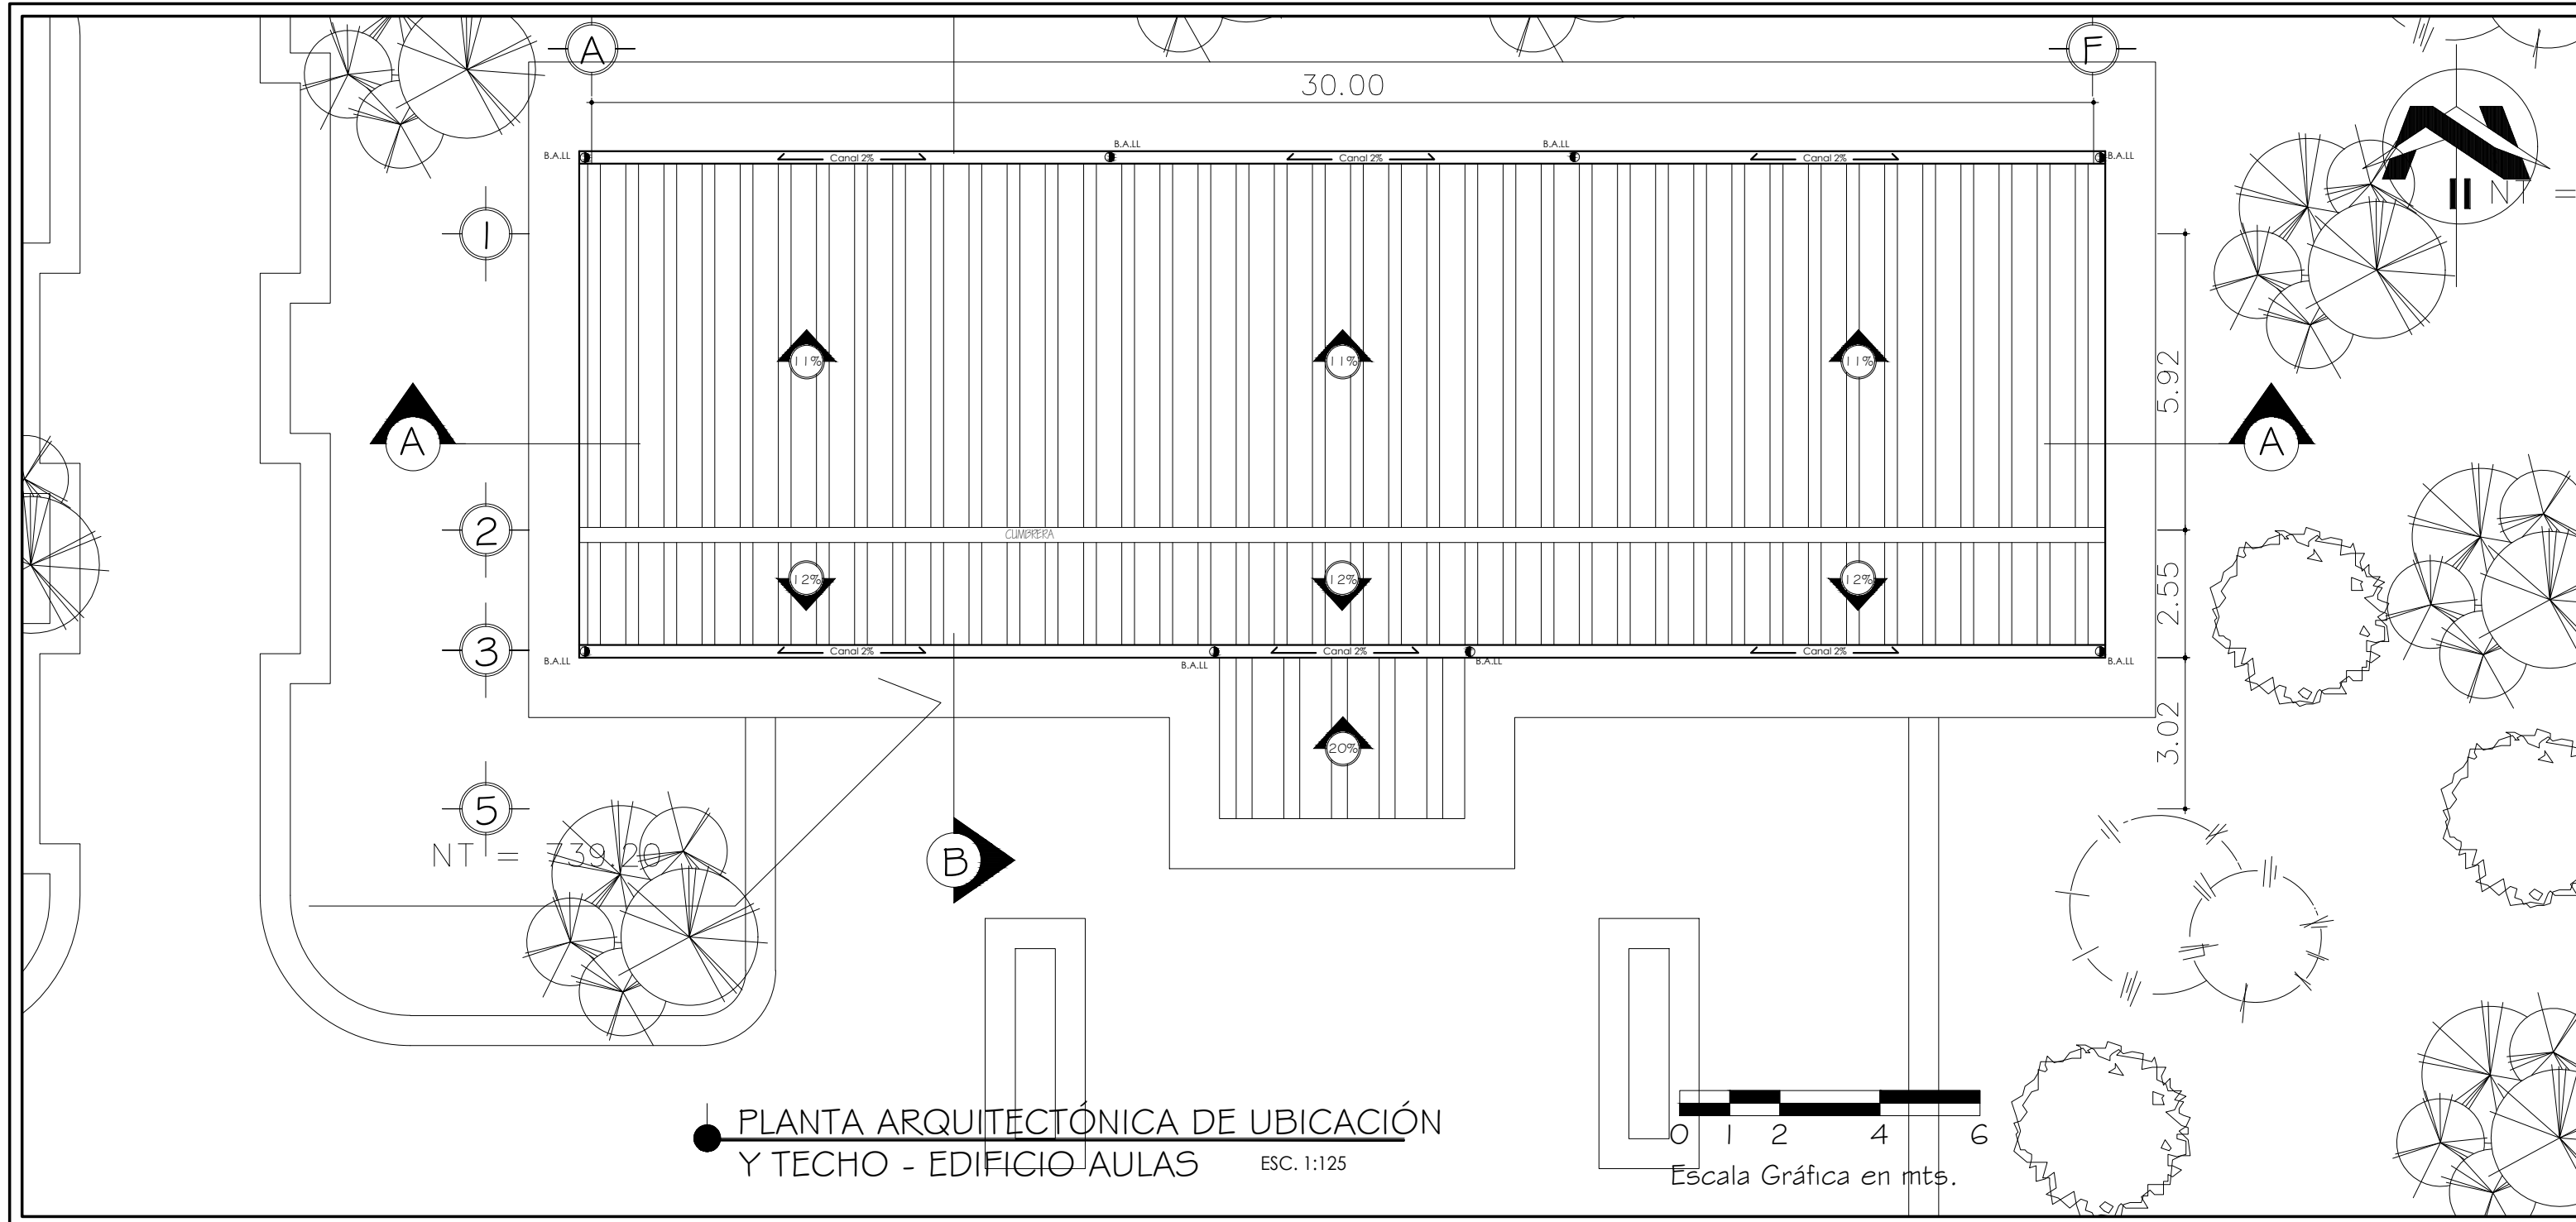 A
F
30.00
B.A.LL
B.A.LL
B.A.LL
B.A.LL
Canal 2%
Canal 2%
Canal 2%
N
NT =
1
11%
11%
11%
5.92
A
A
2
CUMBRERA
12%
12%
12%
2.55
3
Canal 2%
Canal 2%
Canal 2%
B.A.LL
B.A.LL
B.A.LL
B.A.LL
3.02
20%
5
NT = 739.20
B
PLANTA ARQUITECTÓNICA DE UBICACIÓN
Y TECHO - EDIFICIO AULAS
ESC. 1:125
0 1 2 4 6
Escala Gráfica en mts.